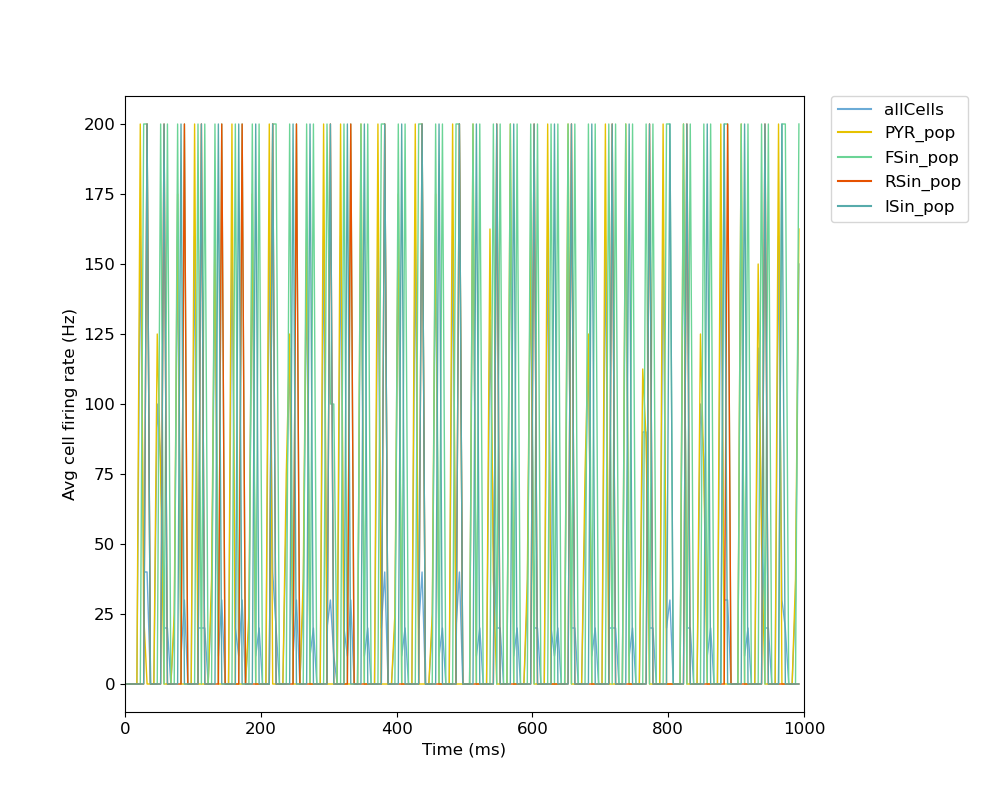 allCells
PYR_pop
FSin_pop
RSin_pop
ISin_pop
200
175
150
125
100
75
50
25
0
Avg cell firing rate (Hz)
0 200 400 600 800 1000
Time (ms)